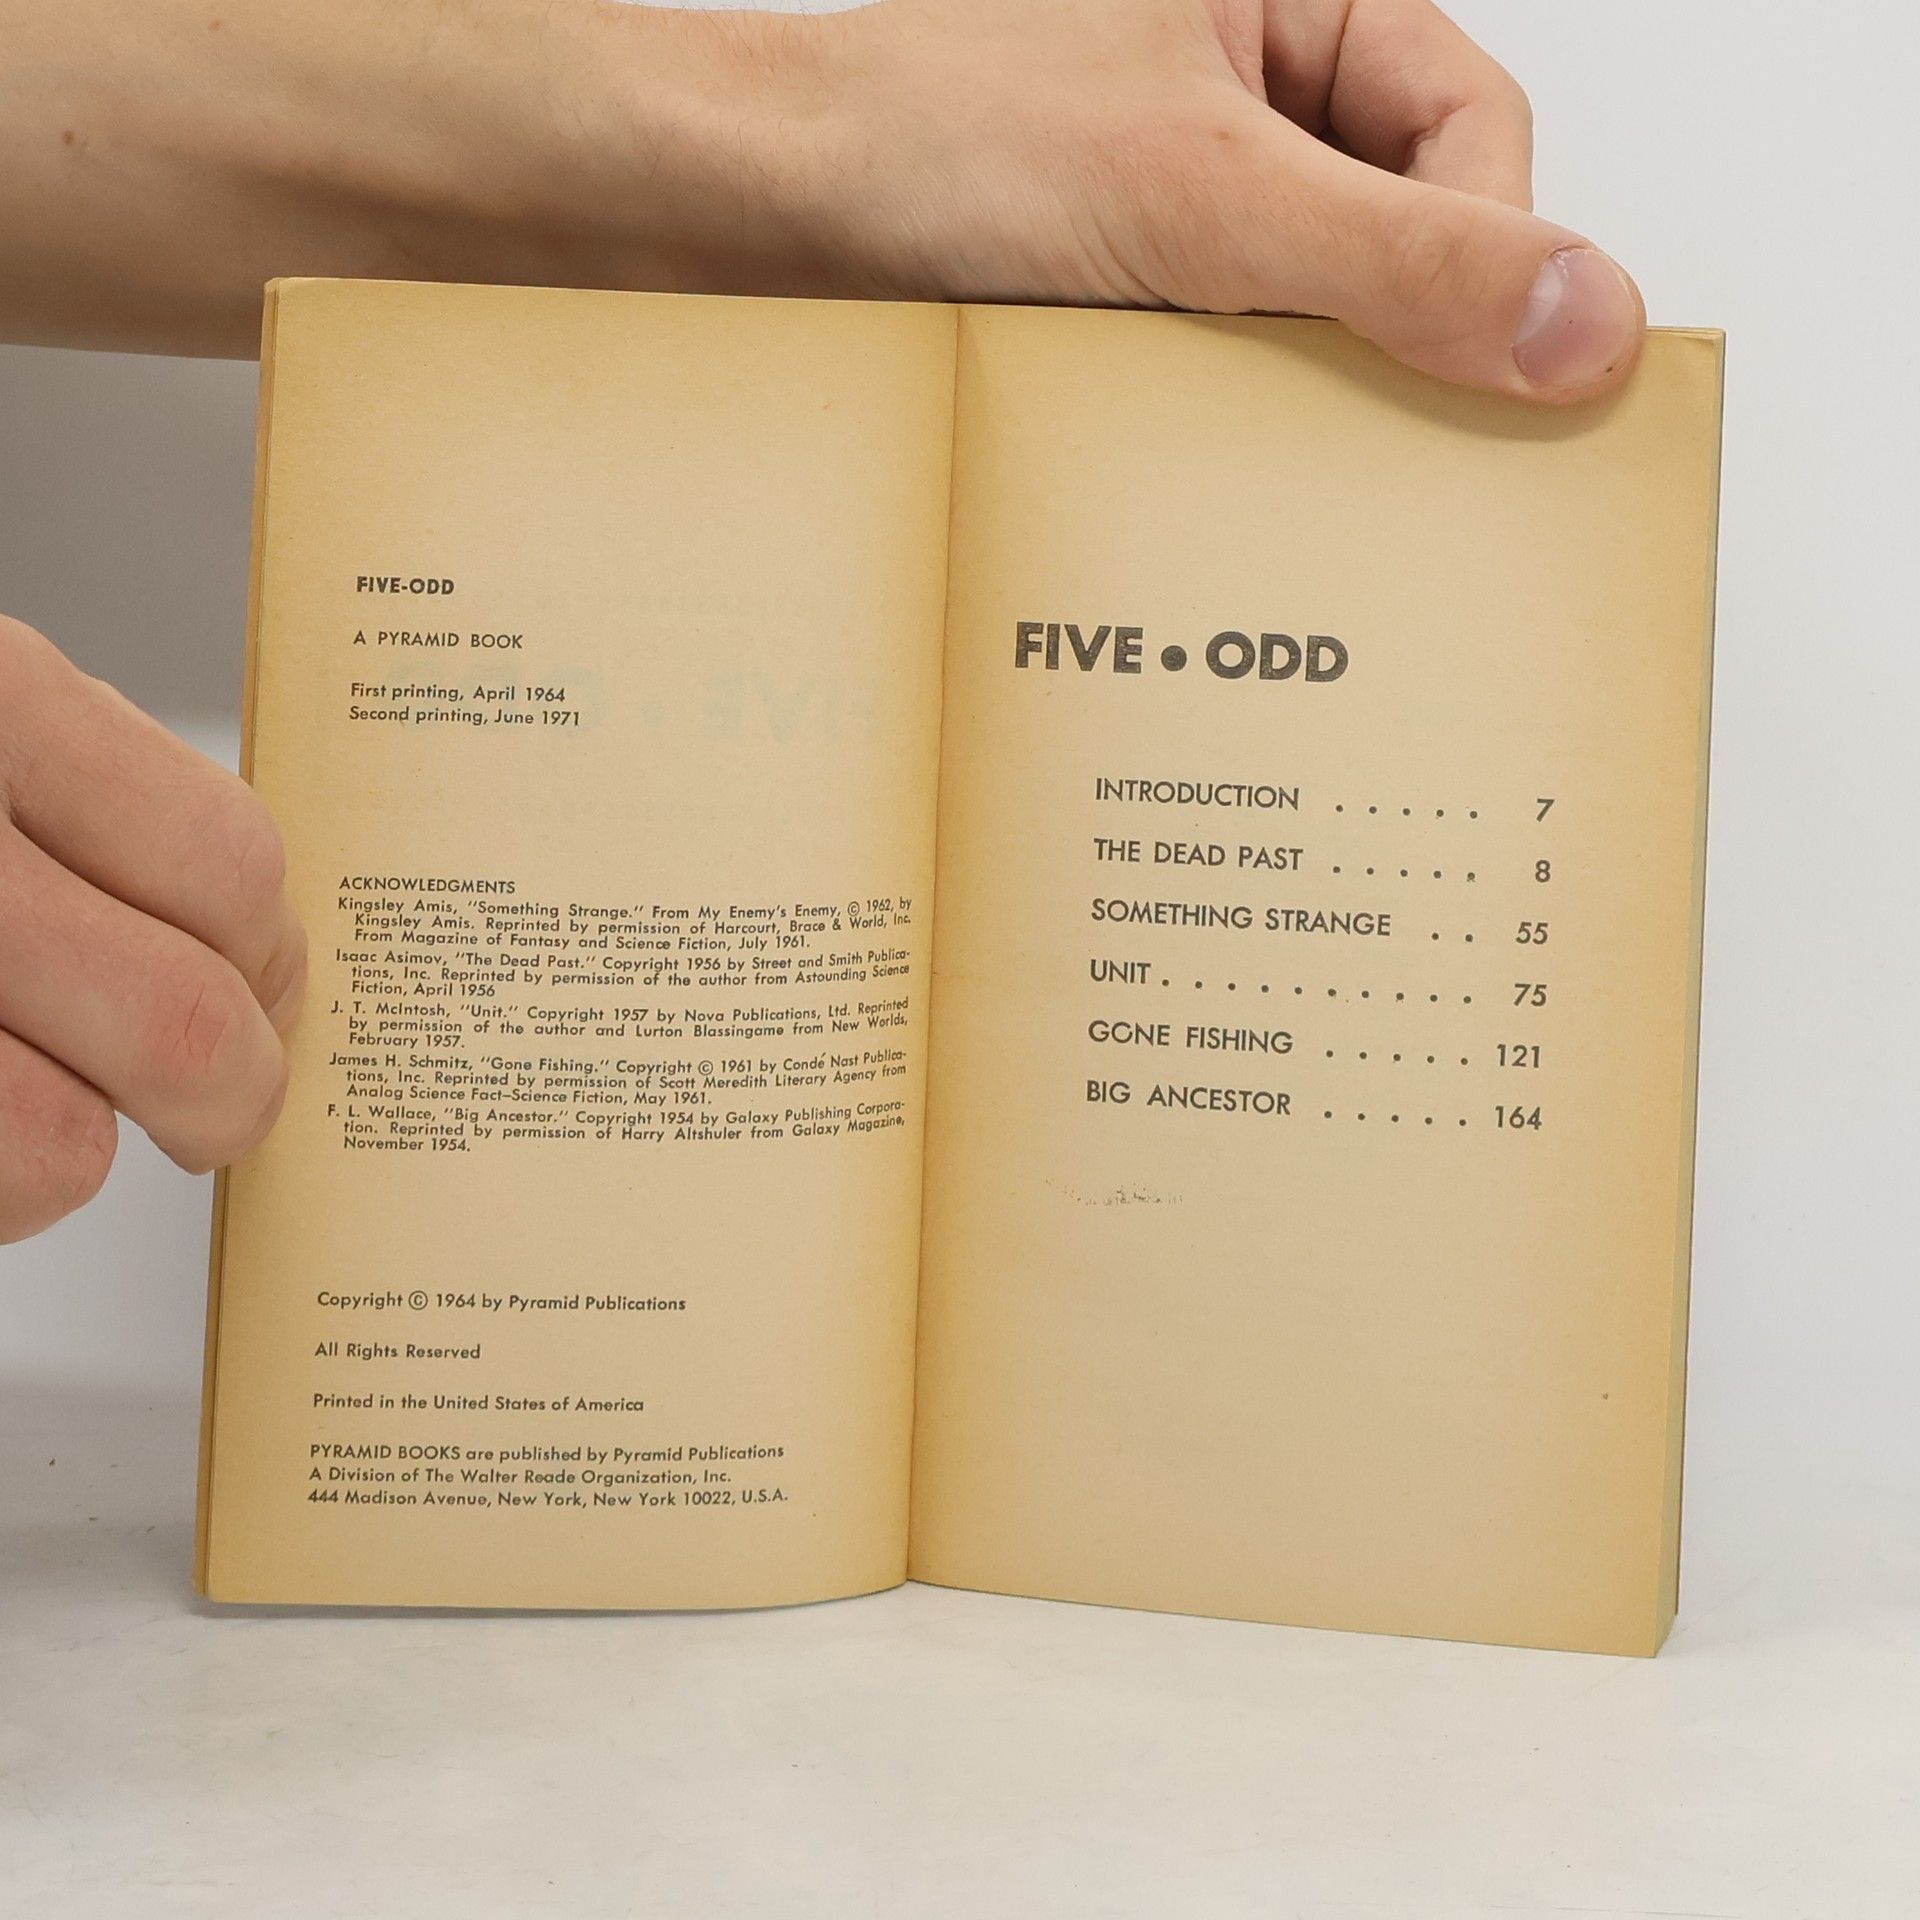 FIVE-ODD
A PYRAMID BOOK
First printing, April 1964
Second printing, June 1971
ACKNOWLEDGMENTS
Kingsley Amis, "Something Strange." From My Enemy's Enemy, © 1962, by
Kingsley Amis. Reprinted by permission of Harcourt, Brace & World, Inc.
From Magazine of Fantasy and Science Fiction, July 1961.
Isaac Asimov, "The Dead Past." Copyright 1956 by Street and Smith Publica-
tions, Inc. Reprinted by permission of the author from Astounding Science
Fiction, April 1956
J. T. McIntosh, "Unit." Copyright 1957 by Nova Publications, Ltd. Reprinted
by permission of the author and Lurton Blassingame from New Worlds,
February 1957.
James H. Schmitz, "Gone Fishing." Copyright © 1961 by Condé Nast Publica-
tions, Inc. Reprinted by permission of Scott Meredith Literary Agency from
Analog Science Fact–Science Fiction, May 1961.
F. L. Wallace, "Big Ancestor." Copyright 1954 by Galaxy Publishing Corpora-
tion. Reprinted by permission of Harry Altshuler from Galaxy Magazine,
November 1954.
Copyright © 1964 by Pyramid Publications
All Rights Reserved
Printed in the United States of America
PYRAMID BOOKS are published by Pyramid Publications
A Division of The Walter Reade Organization, Inc.
444 Madison Avenue, New York, New York 10022, U.S.A.
FIVE • ODD
INTRODUCTION . . . . . 7
THE DEAD PAST . . . . . 8
SOMETHING STRANGE . . 55
UNIT . . . . . . . . . . 75
GONE FISHING . . . . . 121
BIG ANCESTOR . . . . . 164